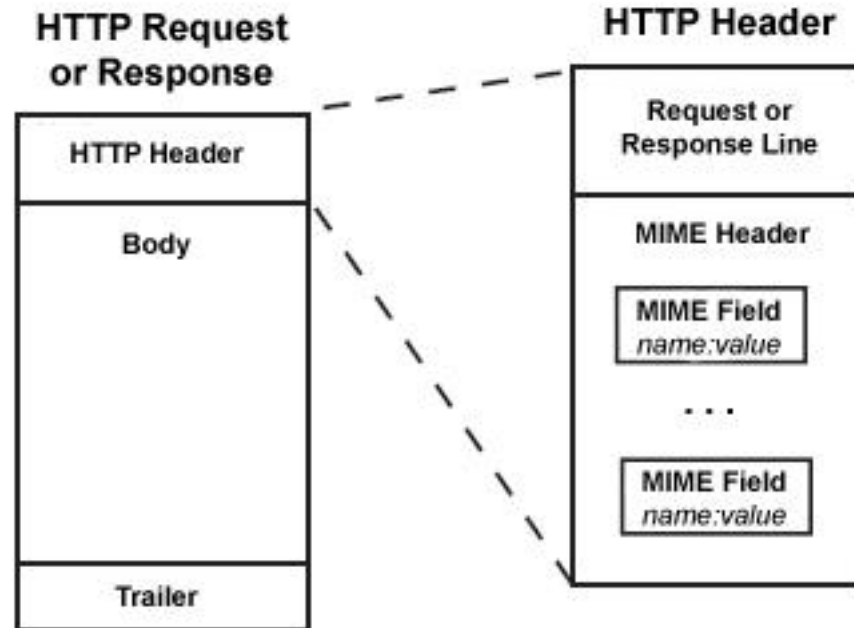 HTTP Request
or Response
HTTP Header
Body
Trailer
HTTP Header
Request or
Response Line
MIME Header
MIME Field
name:value
. . .
MIME Field
name:value